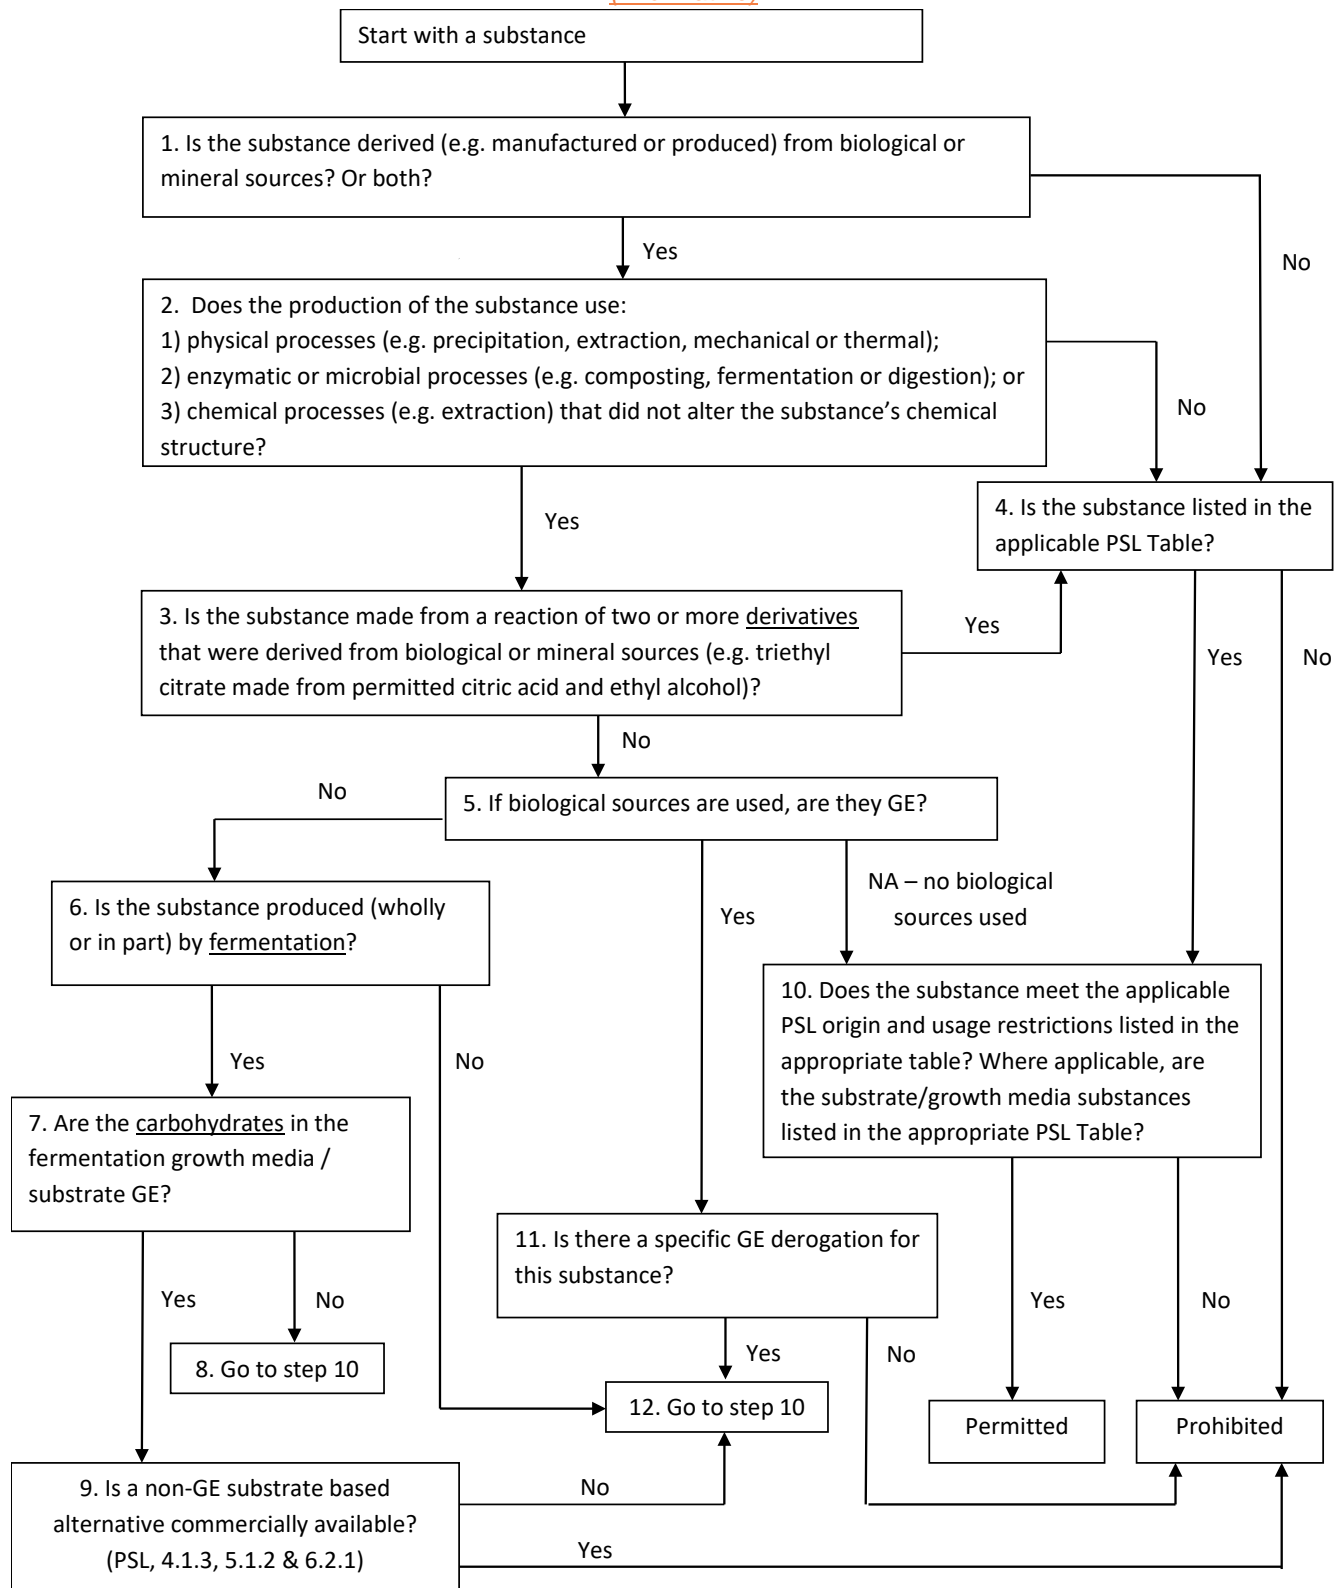 Start with a substance
1. Is the substance derived (e.g. manufactured or produced) from biological or
mineral sources? Or both?
Yes
No
2.  Does the production of the substance use:
1) physical processes (e.g. precipitation, extraction, mechanical or thermal);
2) enzymatic or microbial processes (e.g. composting, fermentation or digestion); or
3) chemical processes (e.g. extraction) that did not alter the substance’s chemical
structure?
No
Yes
4. Is the substance listed in the
applicable PSL Table?
3. Is the substance made from a reaction of two or more derivatives
that were derived from biological or mineral sources (e.g. triethyl
citrate made from permitted citric acid and ethyl alcohol)?
Yes
Yes
No
No
5. If biological sources are used, are they GE?
No
NA – no biological
sources used
Yes
6. Is the substance produced (wholly
or in part) by fermentation?
Yes
No
10. Does the substance meet the applicable
PSL origin and usage restrictions listed in the
appropriate table? Where applicable, are
the substrate/growth media substances
listed in the appropriate PSL Table?
7. Are the carbohydrates in the
fermentation growth media /
substrate GE?
Yes
No
11. Is there a specific GE derogation for
this substance?
Yes
No
Yes
No
8. Go to step 10
12. Go to step 10
Permitted
Prohibited
9. Is a non-GE substrate based
alternative commercially available?
(PSL, 4.1.3, 5.1.2 & 6.2.1)
No
Yes